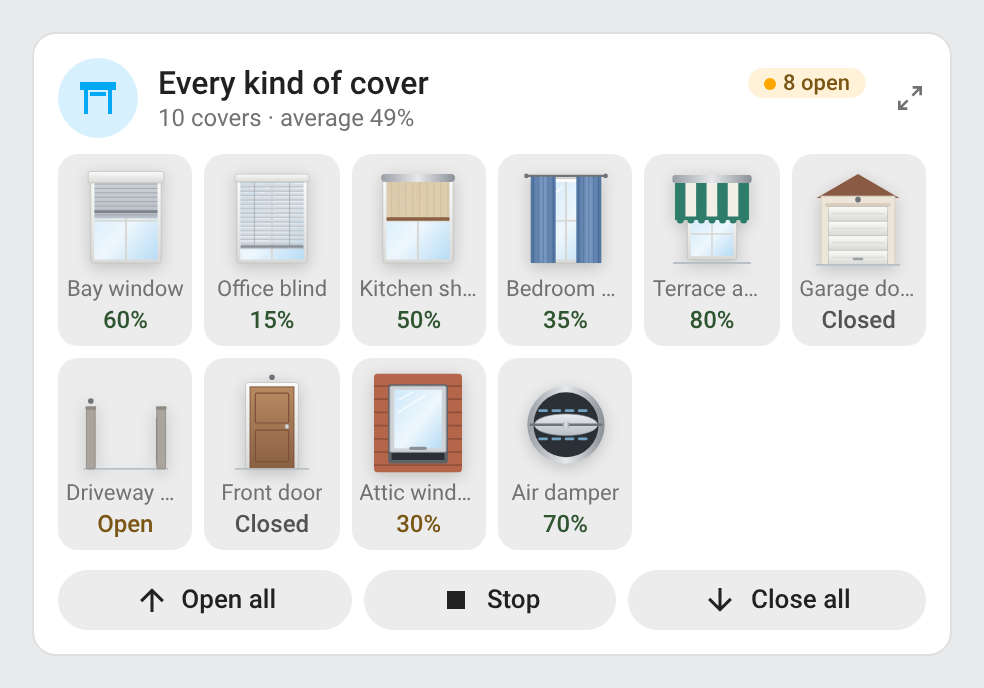 Every kind of cover
10 covers · average 49%
8 open
Bay window
60%
Office blind
15%
Kitchen sh...
50%
Bedroom ...
35%
Terrace a...
80%
Garage do...
Closed
Driveway ...
Open
Front door
Closed
Attic wind...
30%
Air damper
70%
Open all
Stop
Close all